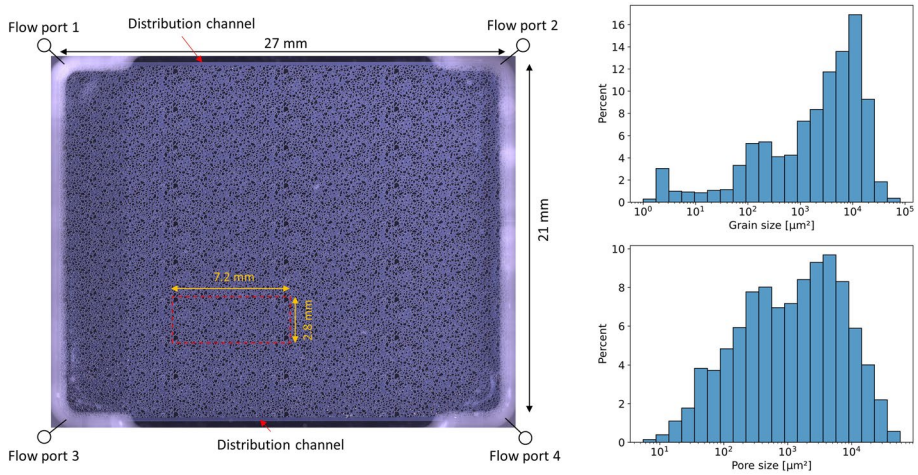 Distribution channel
Flow port 1
Flow port 2
27 mm
21 mm
7.2 mm
2.8 mm
Distribution channel
Flow port 3
Flow port 4
Percent
16
14
12
10
8
6
4
2
0
10⁰ 10¹ 10² 10³ 10⁴ 10⁵
Grain size [μm²]
Percent
10
8
6
4
2
0
10¹ 10² 10³ 10⁴
Pore size [μm²]